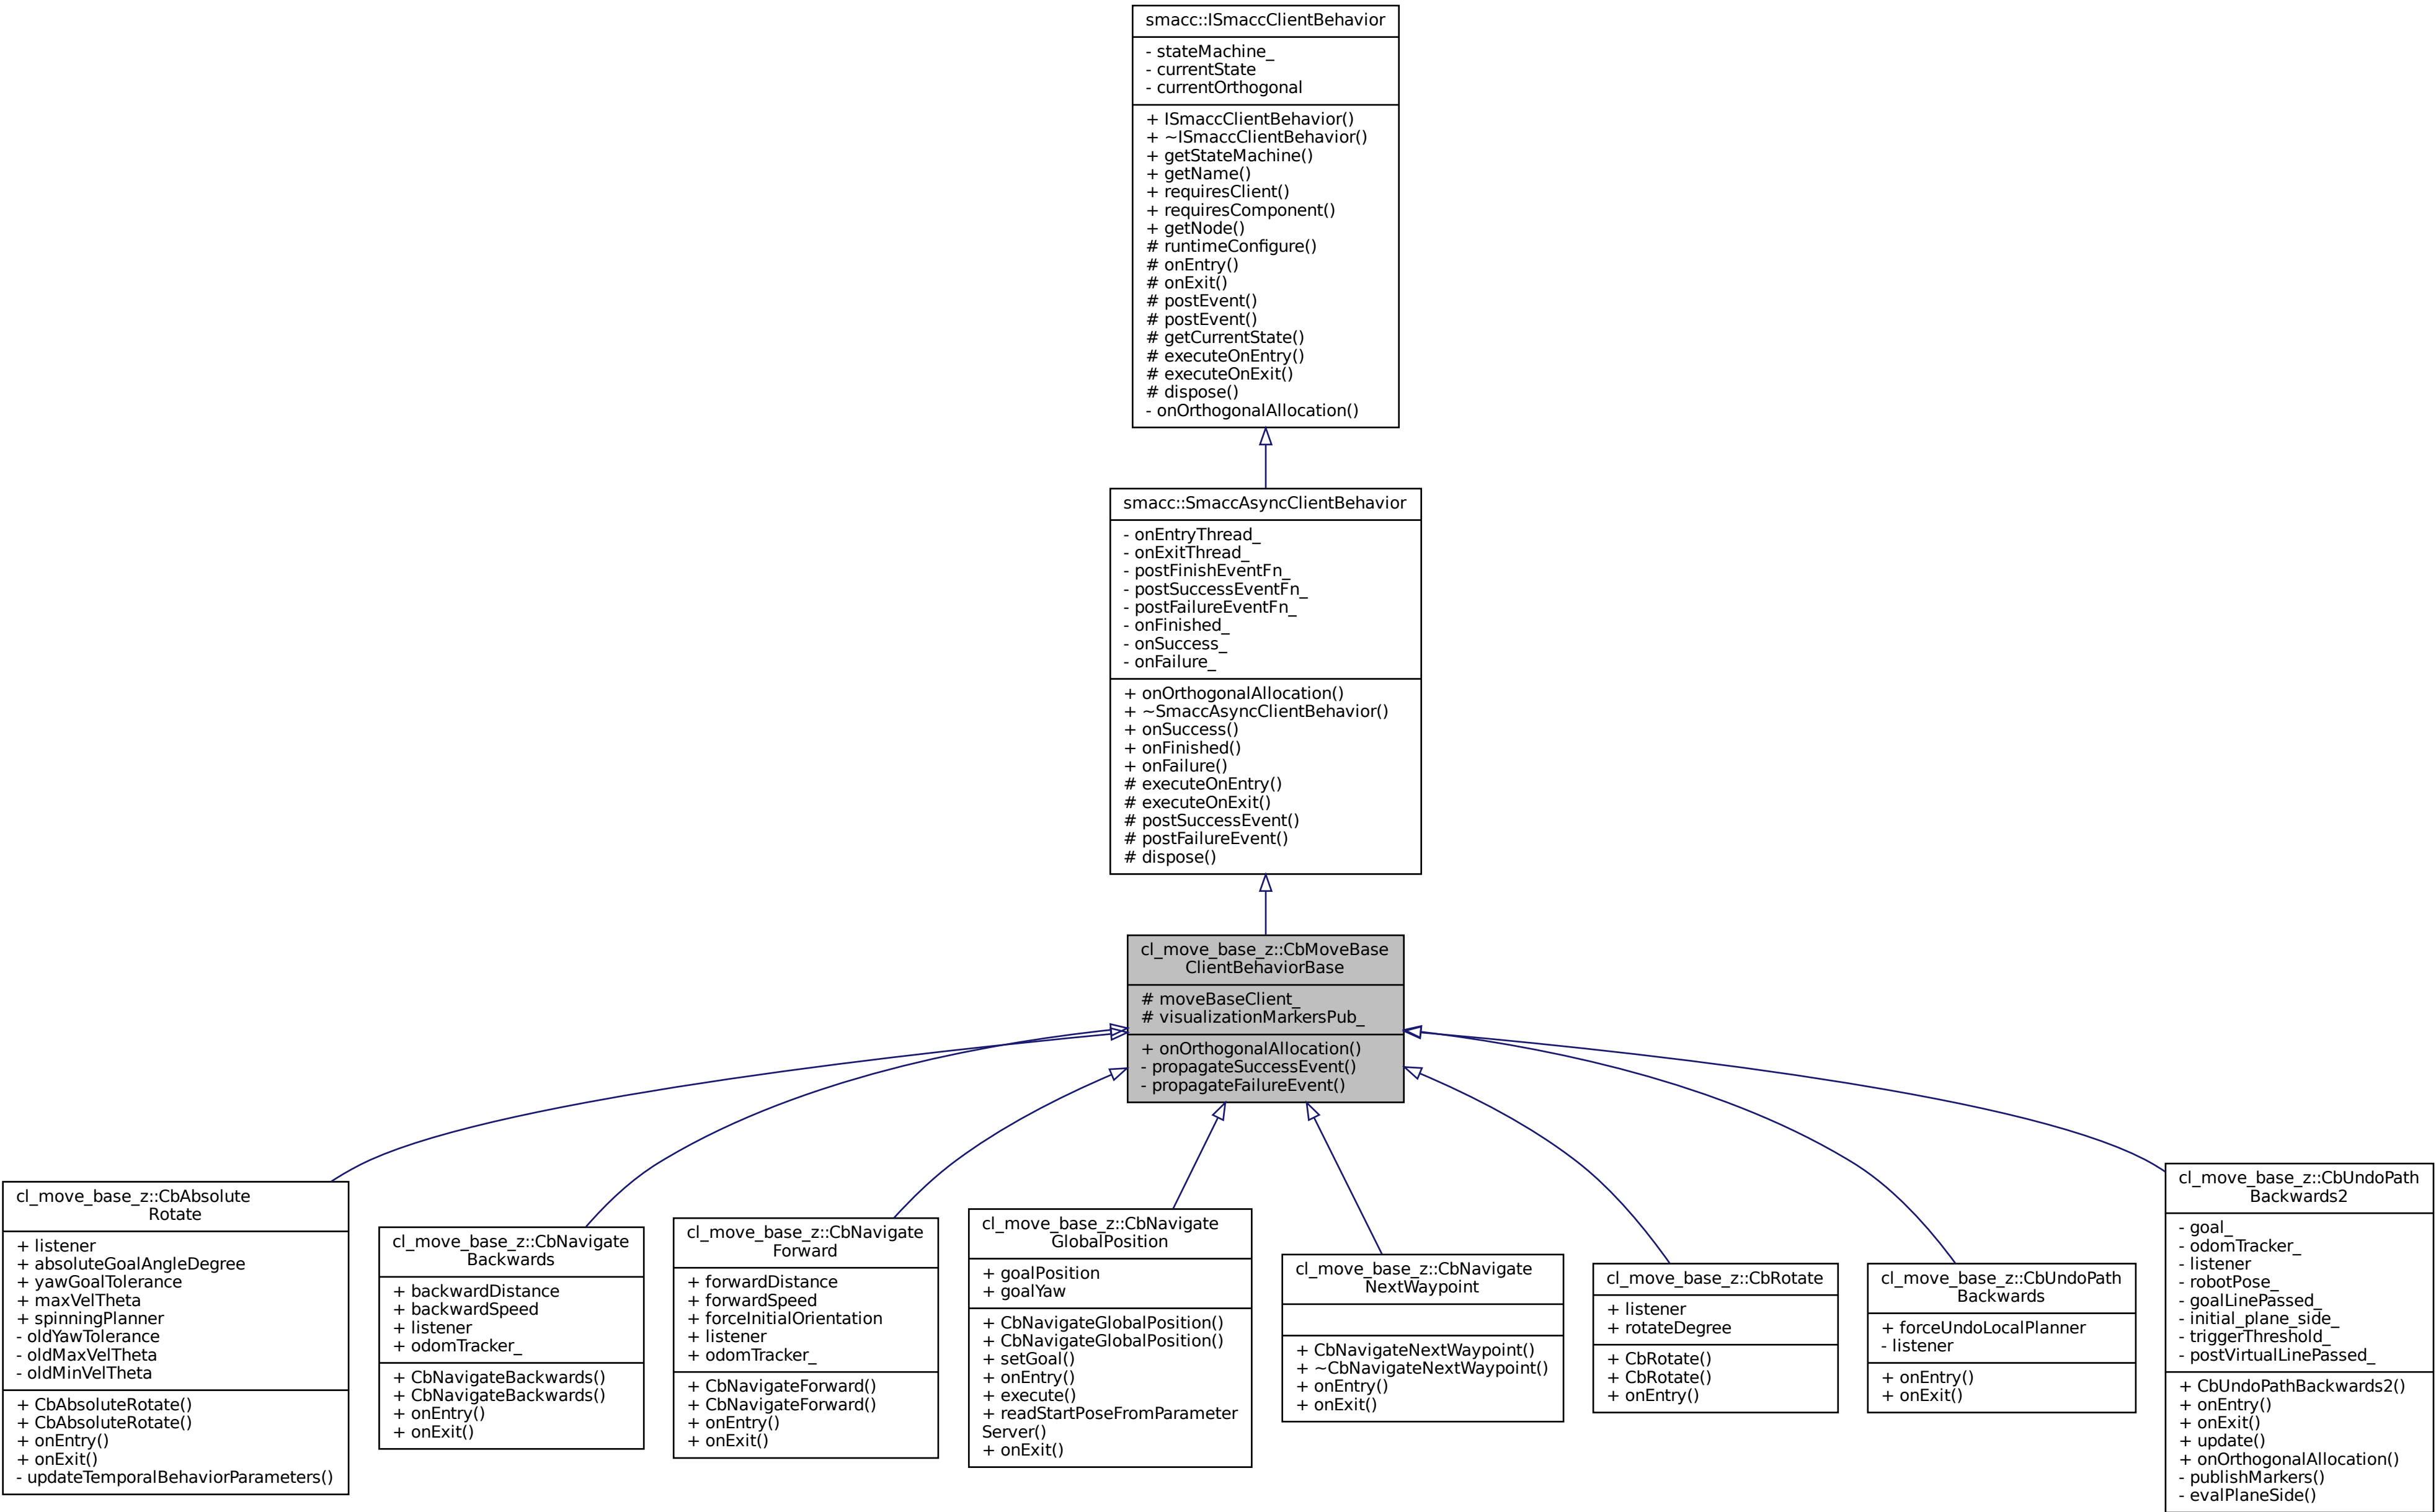 smacc::ISmaccClientBehavior
- stateMachine_
- currentState
- currentOrthogonal
+ ISmaccClientBehavior()
+ ~ISmaccClientBehavior()
+ getStateMachine()
+ getName()
+ requiresClient()
+ requiresComponent()
+ getNode()
# runtimeConfigure()
# onEntry()
# onExit()
# postEvent()
# postEvent()
# getCurrentState()
# executeOnEntry()
# executeOnExit()
# dispose()
- onOrthogonalAllocation()
smacc::SmaccAsyncClientBehavior
- onEntryThread_
- onExitThread_
- postFinishEventFn_
- postSuccessEventFn_
- postFailureEventFn_
- onFinished_
- onSuccess_
- onFailure_
+ onOrthogonalAllocation()
+ ~SmaccAsyncClientBehavior()
+ onSuccess()
+ onFinished()
+ onFailure()
# executeOnEntry()
# executeOnExit()
# postSuccessEvent()
# postFailureEvent()
# dispose()
cl_move_base_z::CbMoveBase
ClientBehaviorBase
# moveBaseClient_
# visualizationMarkersPub_
+ onOrthogonalAllocation()
- propagateSuccessEvent()
- propagateFailureEvent()
cl_move_base_z::CbAbsolute
Rotate
+ listener
+ absoluteGoalAngleDegree
+ yawGoalTolerance
+ maxVelTheta
+ spinningPlanner
- oldYawTolerance
- oldMaxVelTheta
- oldMinVelTheta
+ CbAbsoluteRotate()
+ CbAbsoluteRotate()
+ onEntry()
+ onExit()
- updateTemporalBehaviorParameters()
cl_move_base_z::CbNavigate
Backwards
+ backwardDistance
+ backwardSpeed
+ listener
+ odomTracker_
+ CbNavigateBackwards()
+ CbNavigateBackwards()
+ onEntry()
+ onExit()
cl_move_base_z::CbNavigate
Forward
+ forwardDistance
+ forwardSpeed
+ forceInitialOrientation
+ listener
+ odomTracker_
+ CbNavigateForward()
+ CbNavigateForward()
+ onEntry()
+ onExit()
cl_move_base_z::CbNavigate
GlobalPosition
+ goalPosition
+ goalYaw
+ CbNavigateGlobalPosition()
+ CbNavigateGlobalPosition()
+ setGoal()
+ onEntry()
+ execute()
+ readStartPoseFromParameter
Server()
+ onExit()
cl_move_base_z::CbNavigate
NextWaypoint
+ CbNavigateNextWaypoint()
+ ~CbNavigateNextWaypoint()
+ onEntry()
+ onExit()
cl_move_base_z::CbRotate
+ listener
+ rotateDegree
+ CbRotate()
+ CbRotate()
+ onEntry()
cl_move_base_z::CbUndoPath
Backwards
+ forceUndoLocalPlanner
- listener
+ onEntry()
+ onExit()
cl_move_base_z::CbUndoPath
Backwards2
- goal_
- odomTracker_
- listener
- robotPose_
- goalLinePassed_
- initial_plane_side_
- triggerThreshold_
- postVirtualLinePassed_
+ CbUndoPathBackwards2()
+ onEntry()
+ onExit()
+ update()
+ onOrthogonalAllocation()
- publishMarkers()
- evalPlaneSide()